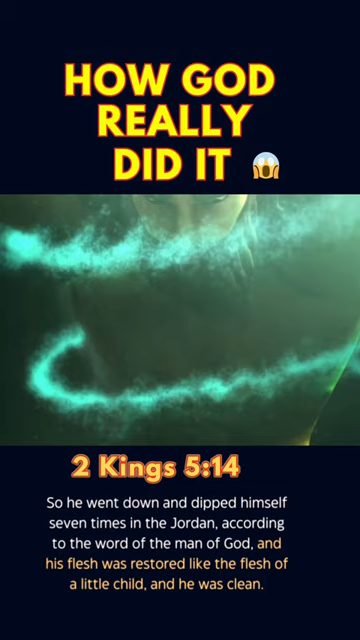 HOW GOD
REALLY
DID IT 😱
2 Kings 5:14
So he went down and dipped himself
seven times in the Jordan, according
to the word of the man of God, and
his flesh was restored like the flesh of
a little child, and he was clean.